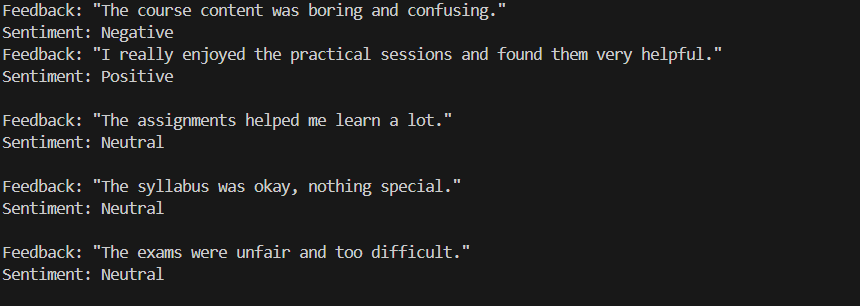 Feedback: "The course content was boring and confusing."
Sentiment: Negative
Feedback: "I really enjoyed the practical sessions and found them very helpful."
Sentiment: Positive
Feedback: "The assignments helped me learn a lot."
Sentiment: Neutral
Feedback: "The syllabus was okay, nothing special."
Sentiment: Neutral
Feedback: "The exams were unfair and too difficult."
Sentiment: Neutral